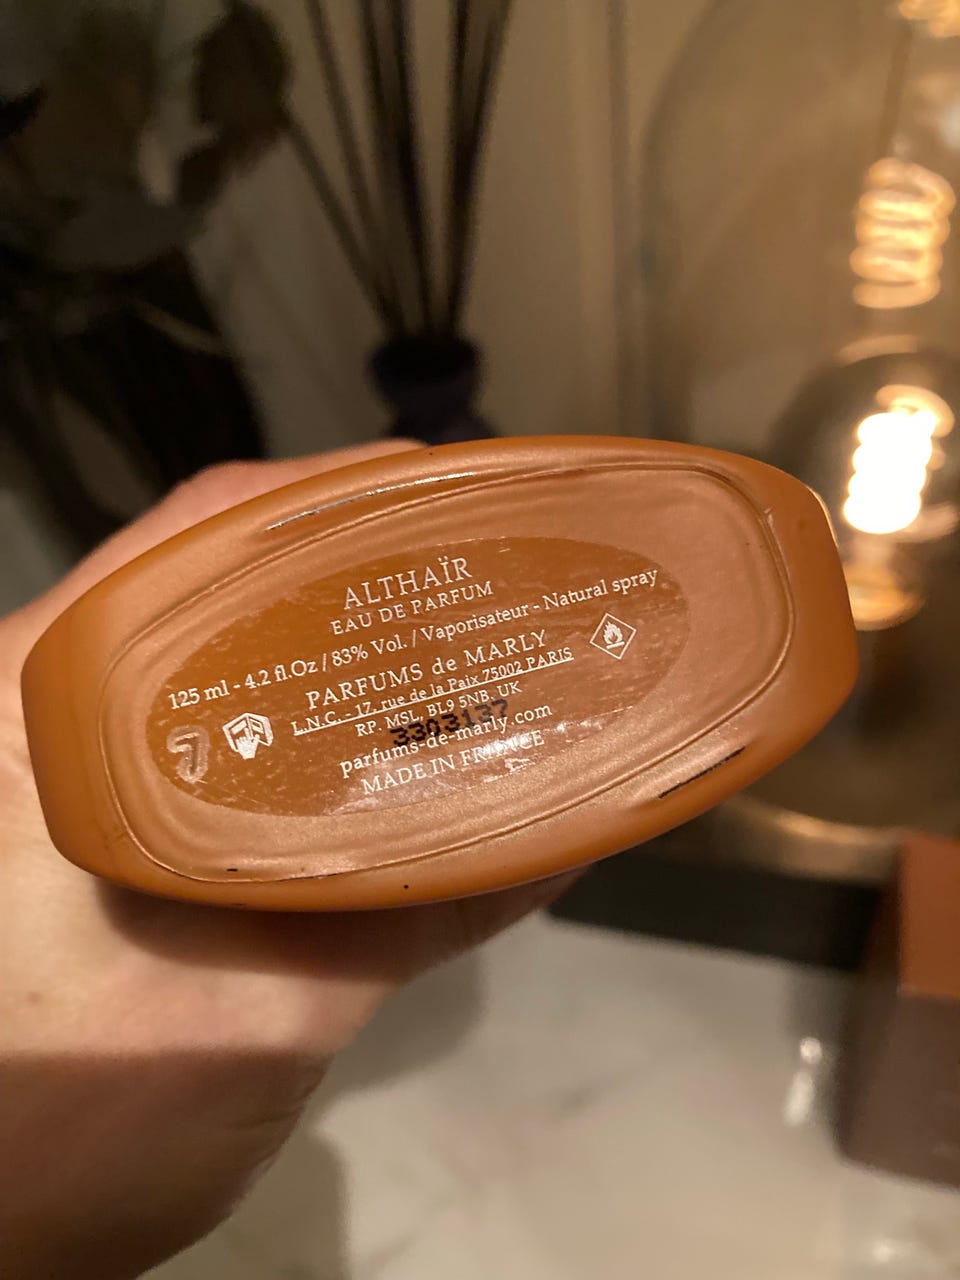 ALTHAÏR
EAU DE PARFUM
125 ml - 4.2 fl.Oz / 83% Vol. / Vaporisateur - Natural spray
PARFUMS de MARLY
L.N.C. - 17, rue de la Paix 75002 PARIS
RP. MSL, BL9 5NB, UK
3303137
parfums-de-marly.com
MADE IN FRANCE
7